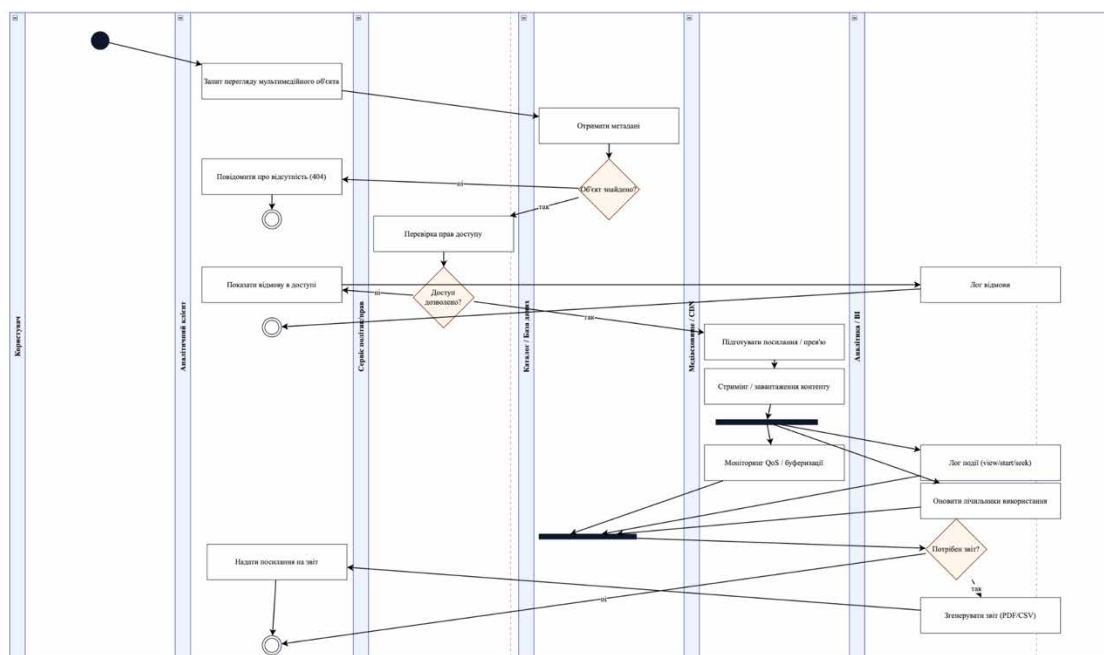 Користувач
Аналітичний клієнт
Сервіс політик/прав
Каталог / База даних
Медіасховище / CDN
Аналітика / BI
Запит перегляду мультимедійного об'єкта
Отримати метадані
Об'єкт знайдено?
ні
Повідомити про відсутність (404)
так
Перевірка прав доступу
Доступ
дозволено?
ні
Показати відмову в доступі
Лог відмови
так
Підготувати посилання / прев'ю
Стримінг / завантаження контенту
Моніторинг QoS / буферизації
Лог події (view/start/seek)
Оновити лічильники використання
Потрібен звіт?
Надати посилання на звіт
ні
так
Згенерувати звіт (PDF/CSV)